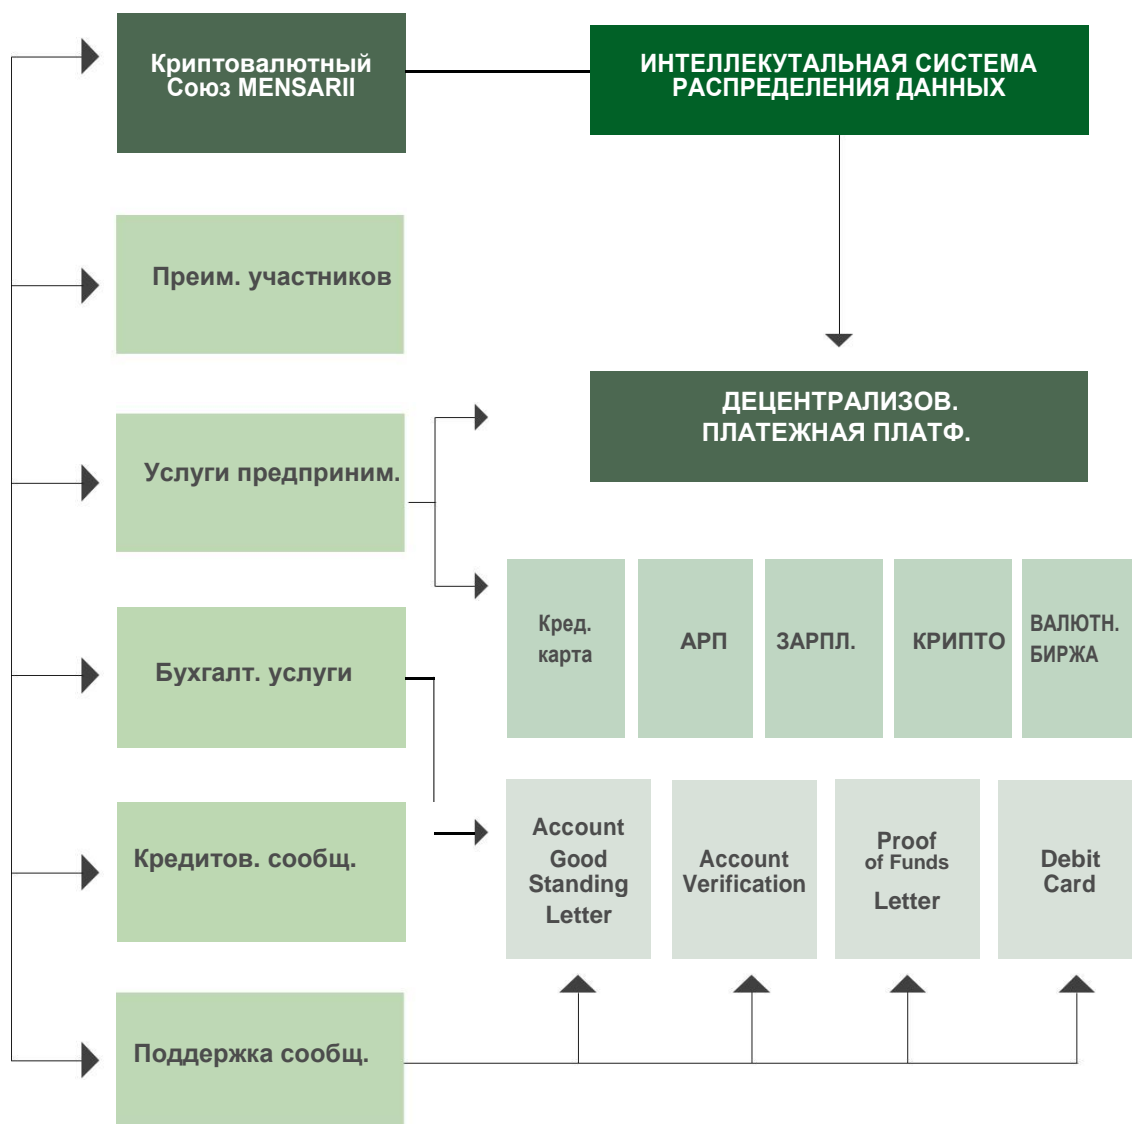 Криптовалютный
Союз MENSARII
ИНТЕЛЛЕКУТАЛЬНАЯ СИСТЕМА
РАСПРЕДЕЛЕНИЯ ДАННЫХ
Преим. участников
ДЕЦЕНТРАЛИЗОВ.
ПЛАТЕЖНАЯ ПЛАТФ.
Услуги предприним.
Кред.
карта
АРП
ЗАРПЛ.
КРИПТО
ВАЛЮТН.
БИРЖА
Бухгалт. услуги
Account
Good
Standing
Letter
Account
Verification
Proof
of Funds
Letter
Debit
Card
Кредитов. сообщ.
Поддержка сообщ.